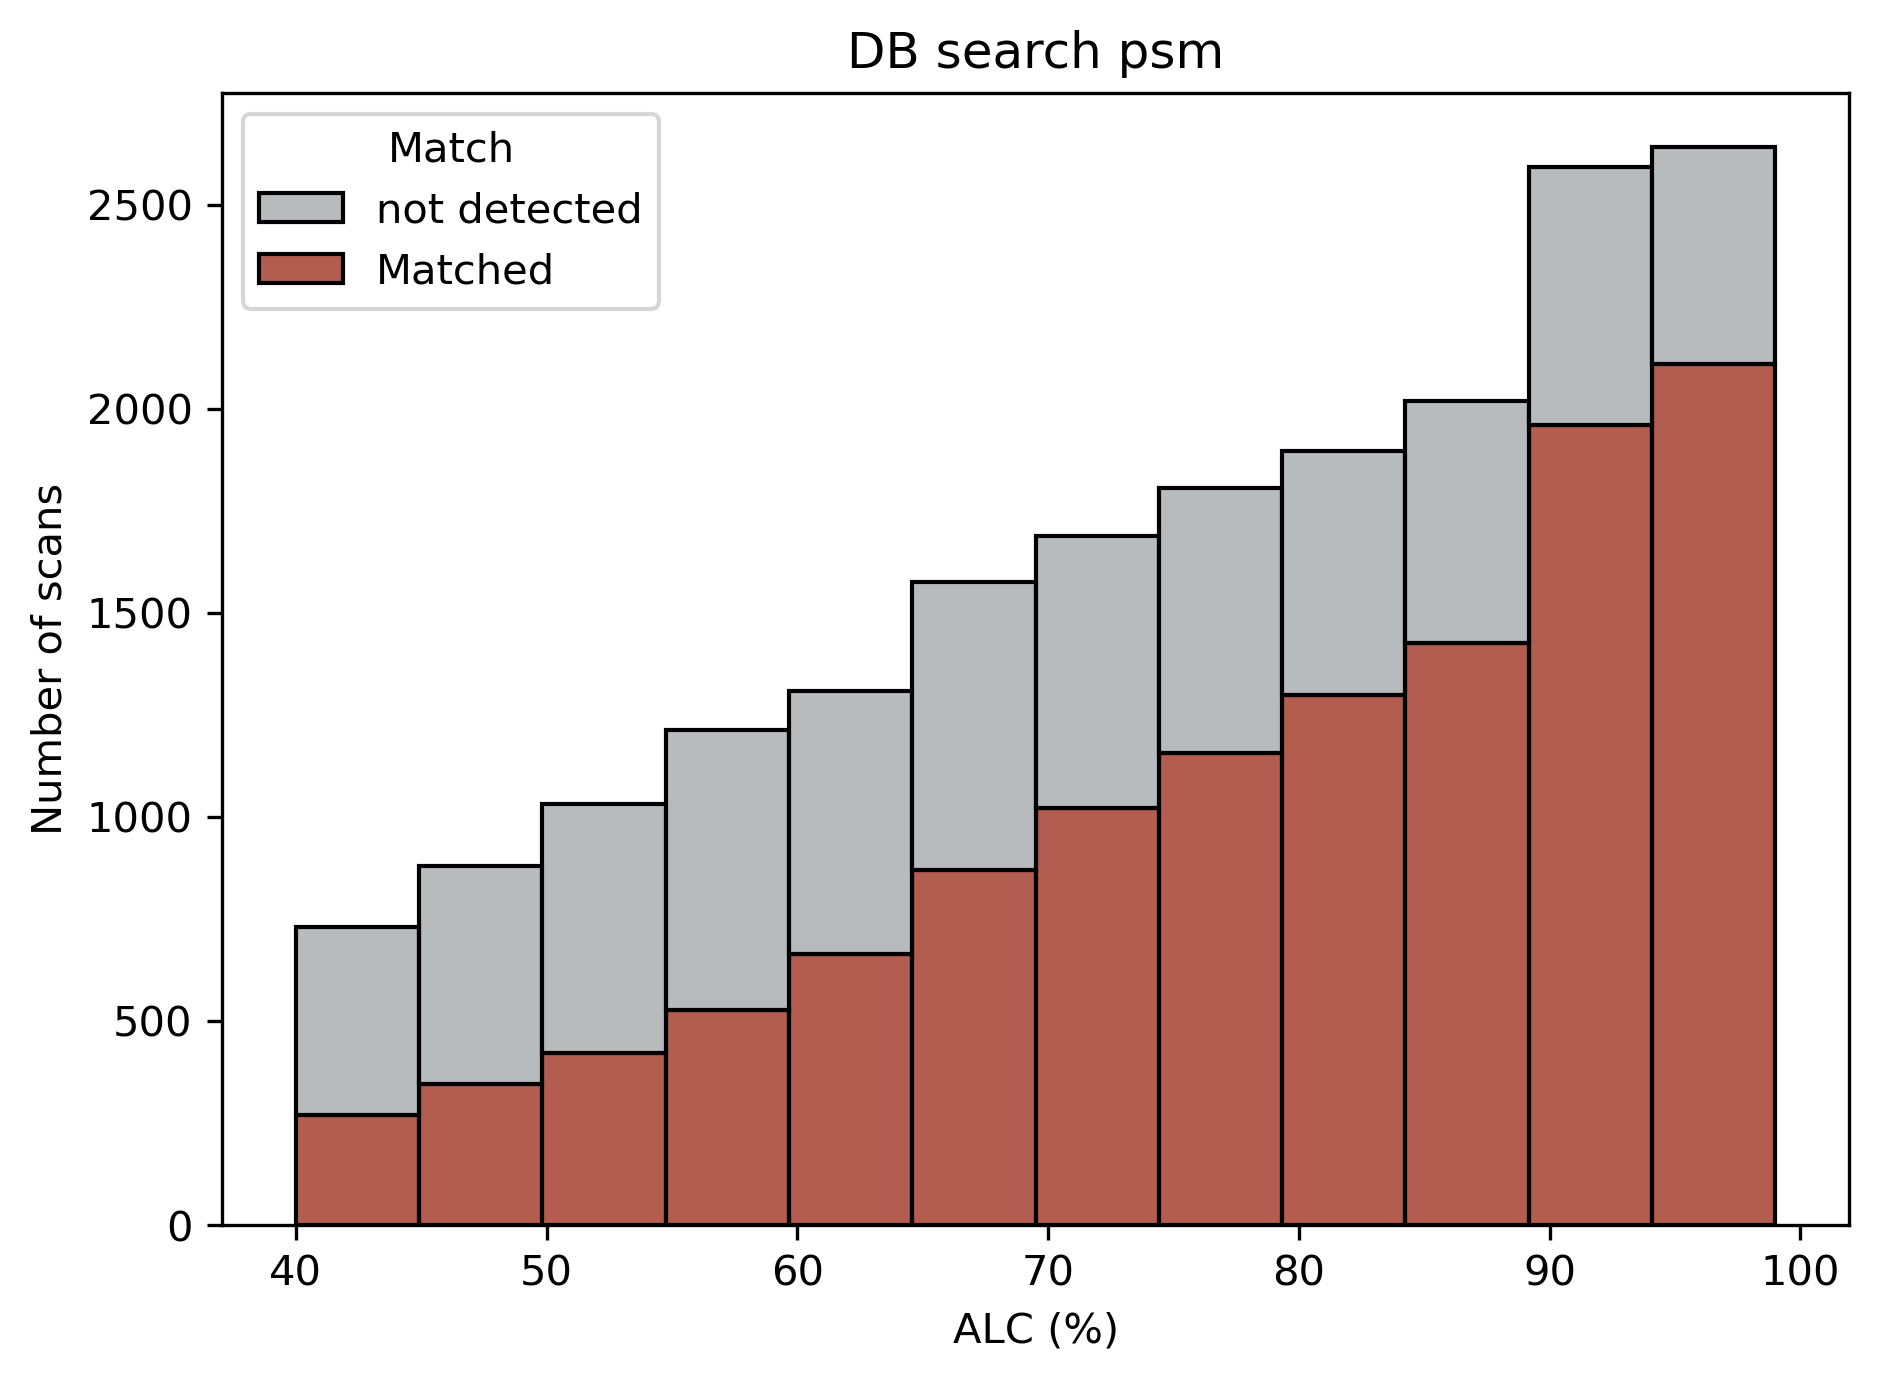 DB search psm
Match
not detected
Matched
2500
2000
1500
1000
500
0
Number of scans
40 50 60 70 80 90 100
ALC (%)